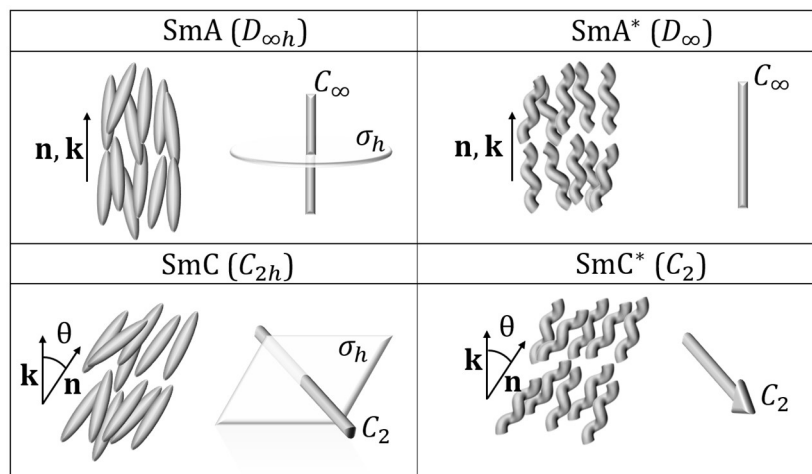 SmA (D∞h)
SmA* (D∞)
n, k
C∞
σh
n, k
C∞
SmC (C2h)
SmC* (C2)
k
θ
n
σh
C2
k
θ
n
C2